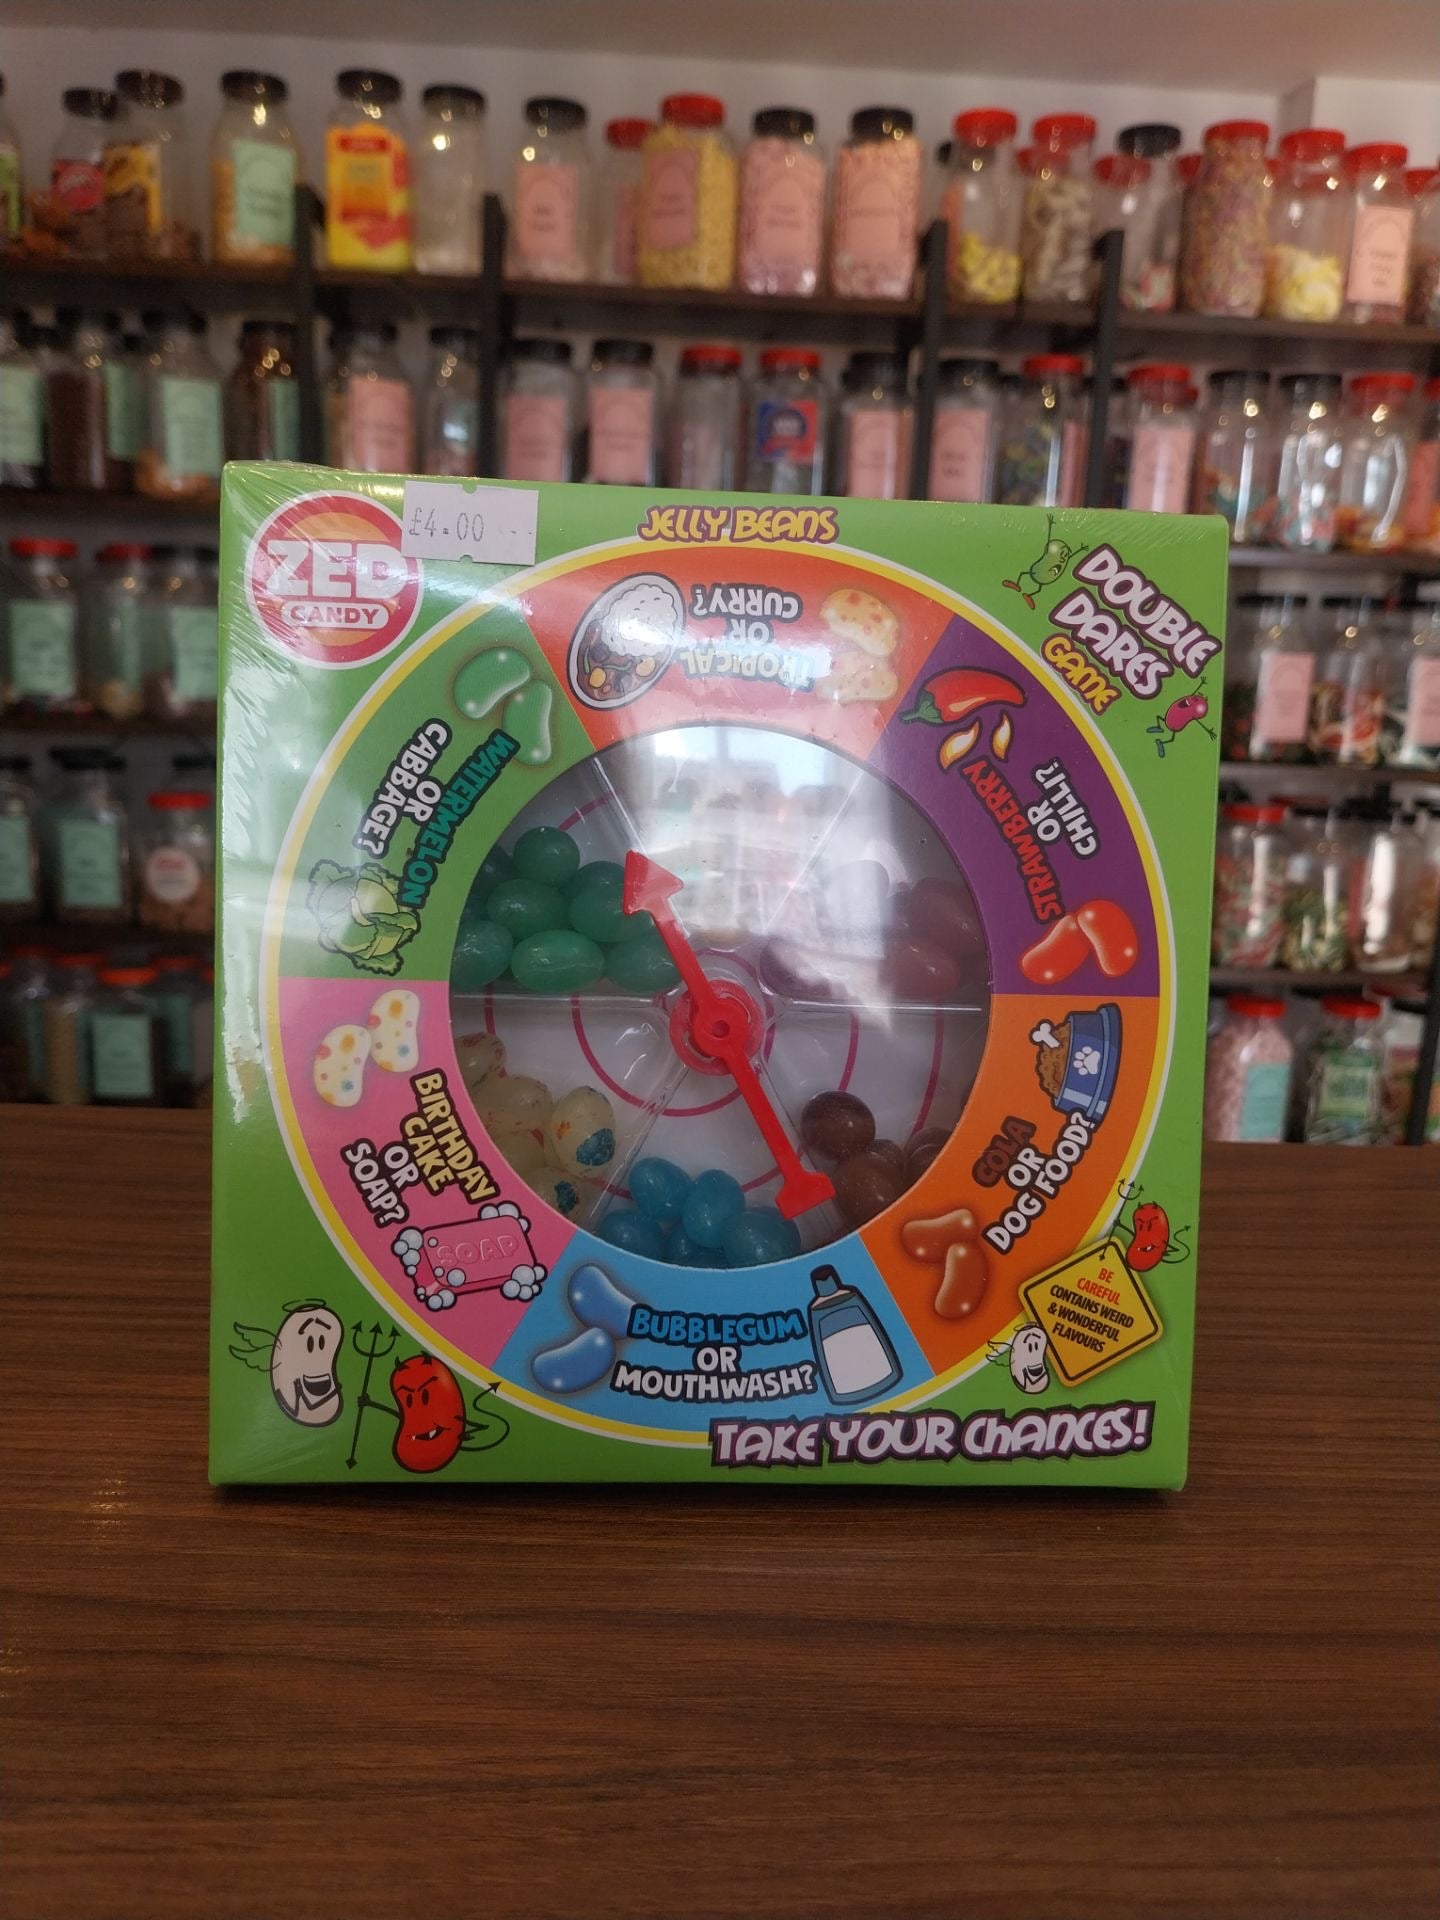 ZED
CANDY
£4.00
JELLY BEANS
DOUBLE
DARES
GAME
TROPICAL
OR
CURRY?
STRAWBERRY
OR
CHILLI?
COLA
OR
DOG FOOD?
BUBBLEGUM
OR
MOUTHWASH?
BIRTHDAY
CAKE
OR
SOAP?
SOAP
WATERMELON
OR
CABBAGE?
BE
CAREFUL
CONTAINS WEIRD
& WONDERFUL
FLAVOURS
TAKE YOUR CHANCES!